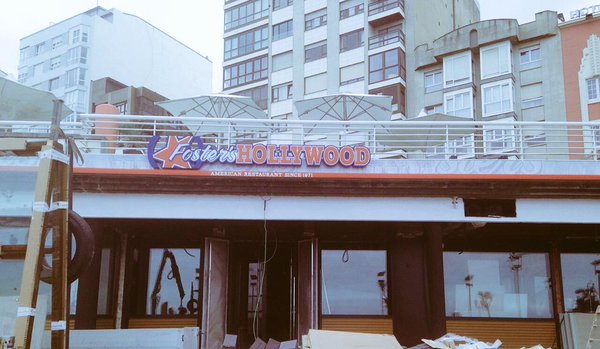 Foster's HOLLYWOOD
AMERICAN RESTAURANT SINCE 1971